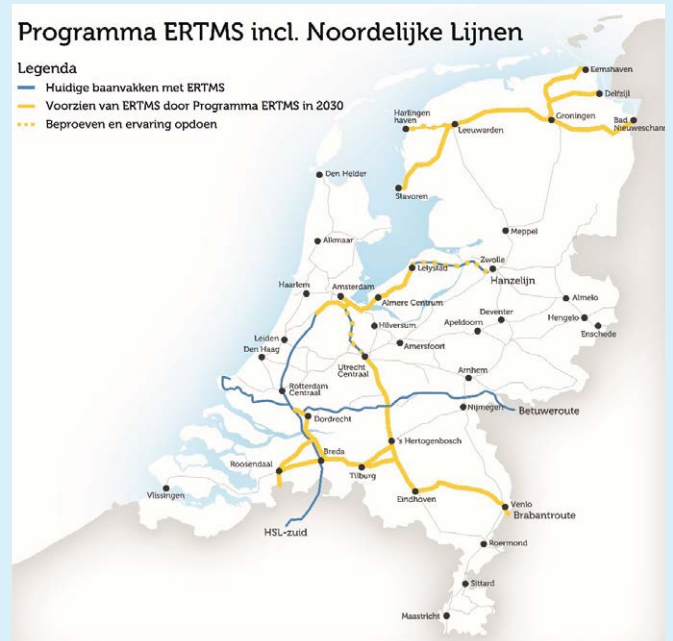 Programma ERTMS incl. Noordelijke Lijnen
Legenda
Huidige baanvakken met ERTMS
Voorzien van ERTMS door Programma ERTMS in 2030
Beproeven en ervaring opdoen
Eemshaven
Delfzijl
Harlingen
haven
Leeuwarden
Groningen
Bad
Nieuweschans
Stavoren
Den Helder
Meppel
Alkmaar
Lelystad
Zwolle
Hanzelijn
Haarlem
Amsterdam
Almere Centrum
Almelo
Hilversum
Deventer
Apeldoorn
Hengelo
Enschede
Leiden
Den Haag
Amersfoort
Utrecht
Centraal
Rotterdam
Centraal
Arnhem
Dordrecht
Nijmegen
Betuweroute
's Hertogenbosch
Breda
Roosendaal
Tilburg
Vlissingen
Eindhoven
Venlo
Brabantroute
HSL-zuid
Roermond
Sittard
Maastricht